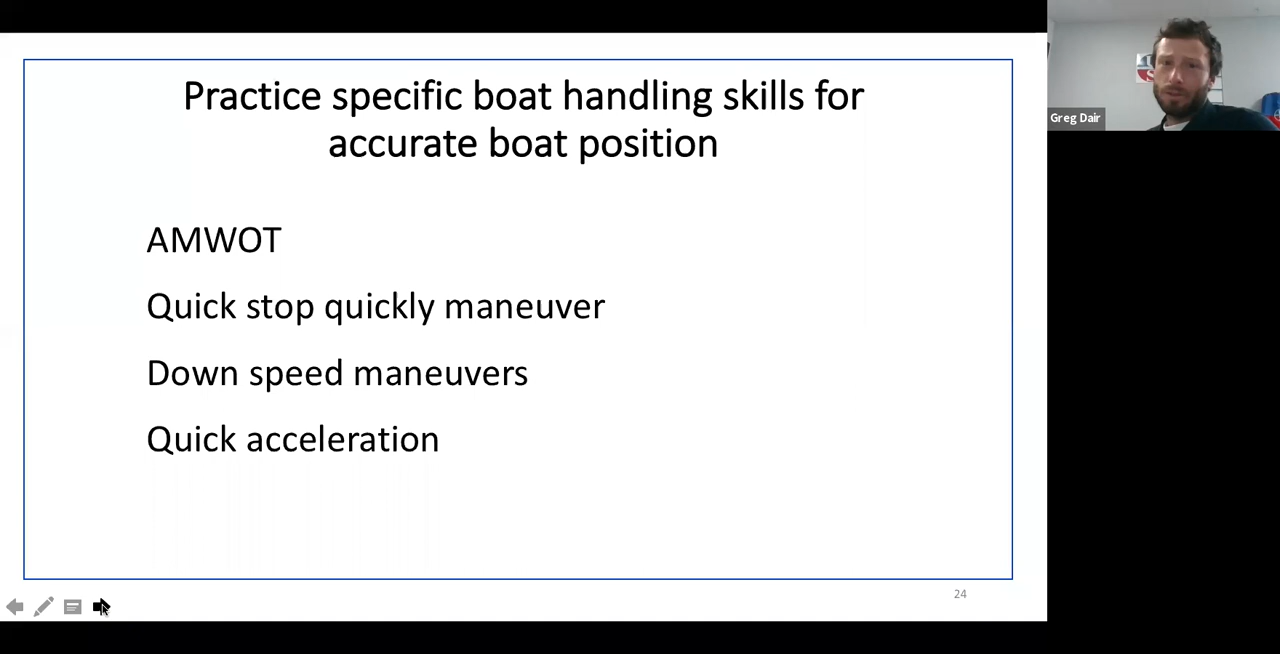 Practice specific boat handling skills for
accurate boat position
AMWOT
Quick stop quickly maneuver
Down speed maneuvers
Quick acceleration
24
Greg Dair